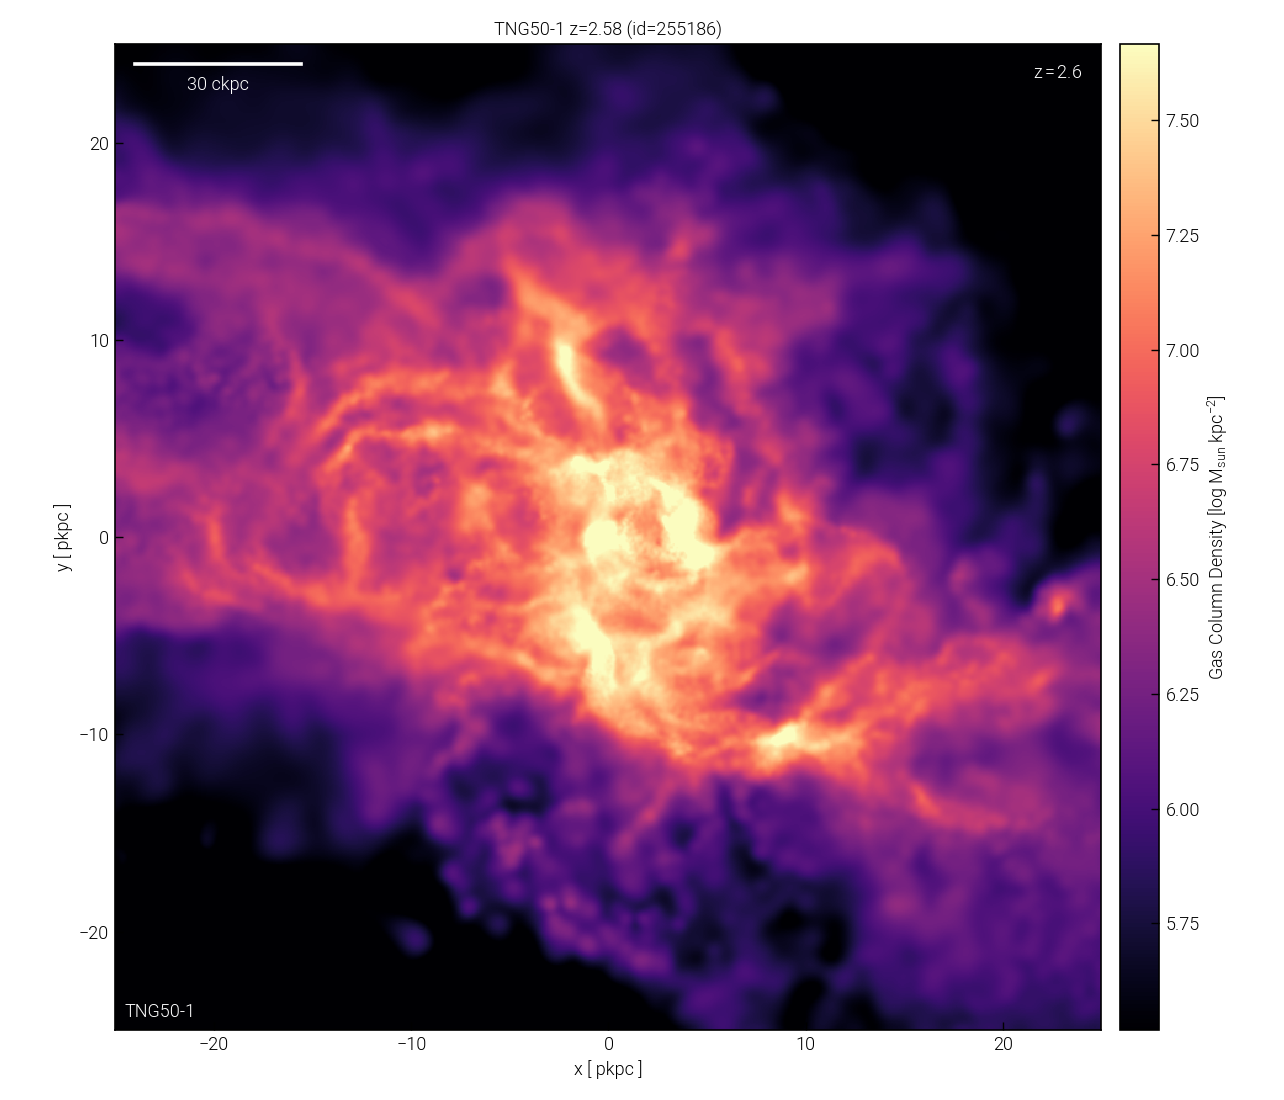 TNG50-1 z=2.58 (id=255186)
30 ckpc
z=2.6
TNG50-1
20
10
0
−10
−20
y [ pkpc ]
−20
−10
0
10
20
x [ pkpc ]
7.50
7.25
7.00
6.75
6.50
6.25
6.00
5.75
Gas Column Density [log M_sun kpc^−2]